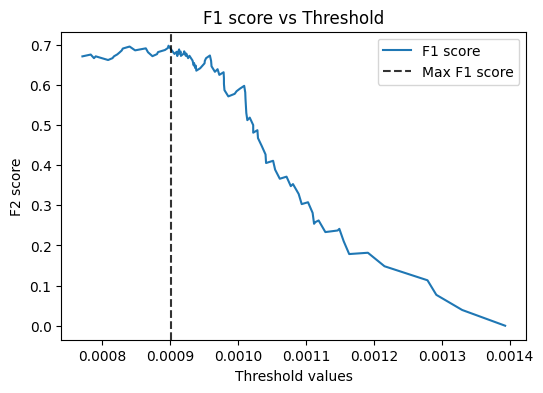 F1 score vs Threshold
F1 score
Max F1 score
F2 score
0.7
0.6
0.5
0.4
0.3
0.2
0.1
0.0
0.0008 0.0009 0.0010 0.0011 0.0012 0.0013 0.0014
Threshold values